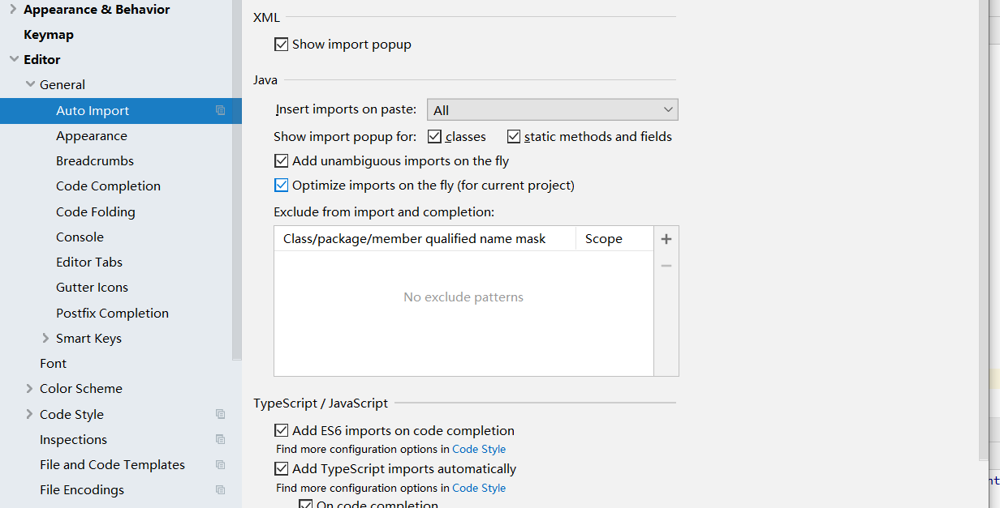 Appearance & Behavior
Keymap
Editor
General
Auto Import
Appearance
Breadcrumbs
Code Completion
Code Folding
Console
Editor Tabs
Gutter Icons
Postfix Completion
Smart Keys
Font
Color Scheme
Code Style
Inspections
File and Code Templates
File Encodings
XML
Show import popup
Java
Insert imports on paste: All
Show import popup for: classes static methods and fields
Add unambiguous imports on the fly
Optimize imports on the fly (for current project)
Exclude from import and completion:
Class/package/member qualified name mask Scope
No exclude patterns
TypeScript / JavaScript
Add ES6 imports on code completion
Find more configuration options in Code Style
Add TypeScript imports automatically
Find more configuration options in Code Style
On code completion